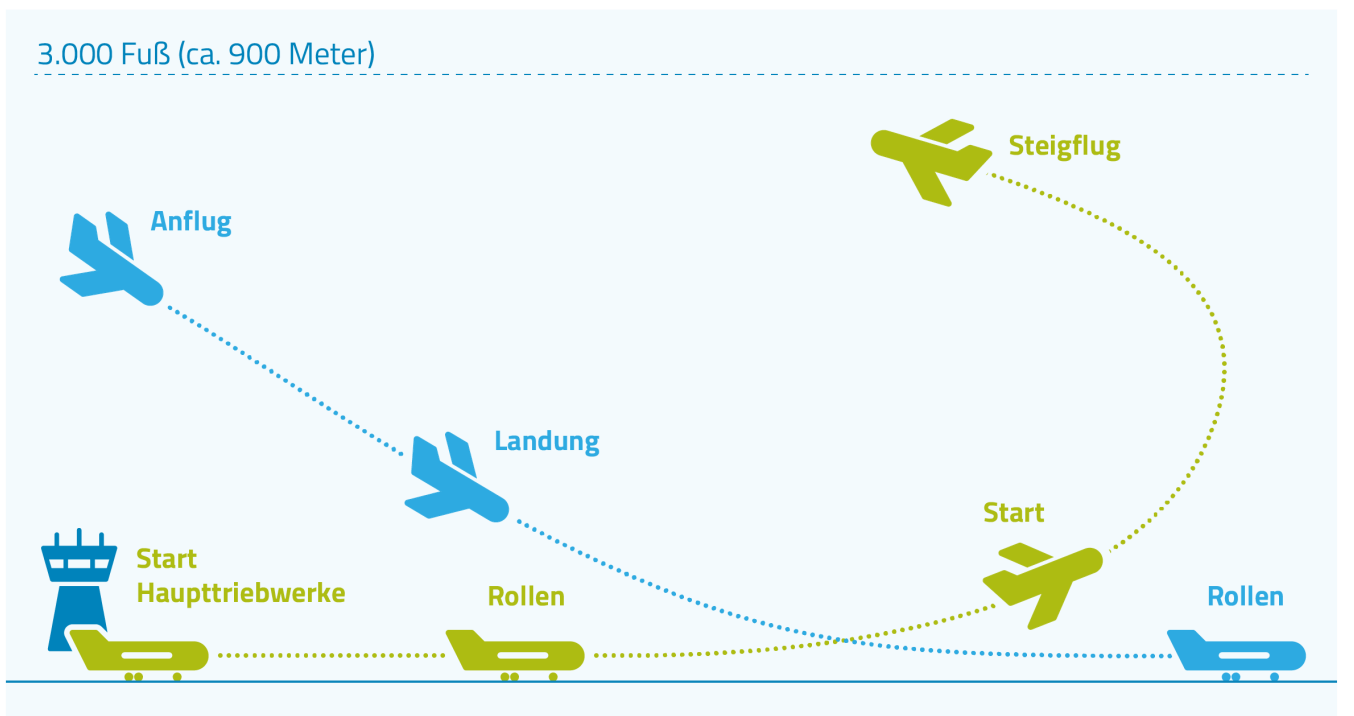 3.000 Fuß (ca. 900 Meter)
Steigflug
Anflug
Landung
Start
Start
Haupttriebwerke
Rollen
Rollen